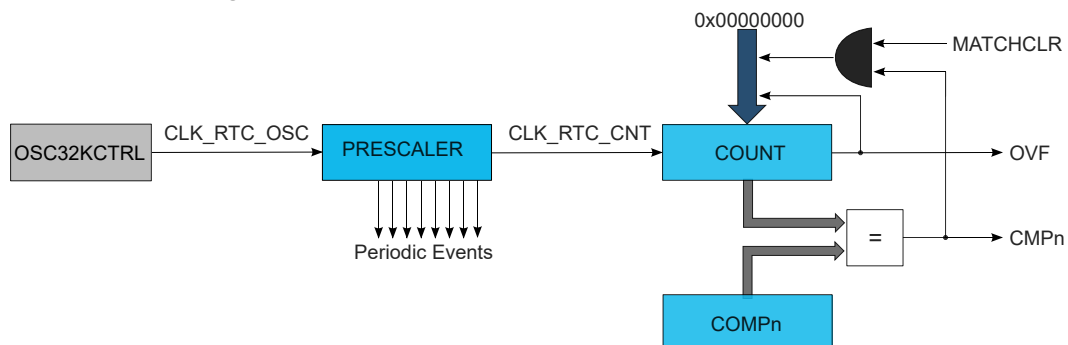 0x00000000
MATCHCLR
OSC32KCTRL
CLK_RTC_OSC
PRESCALER
CLK_RTC_CNT
COUNT
OVF
Periodic Events
=
CMPn
COMPn